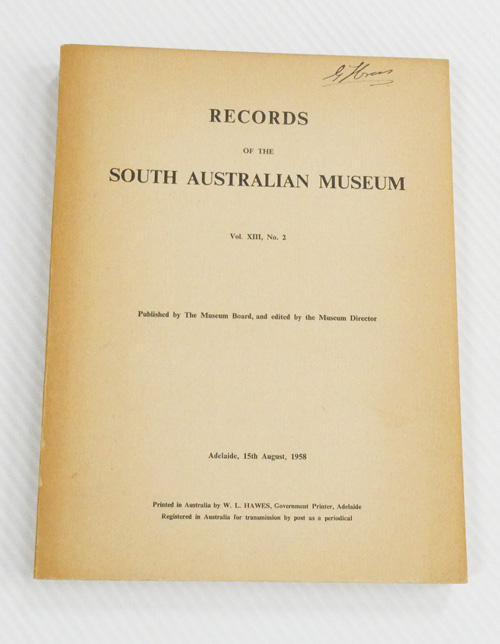 RECORDS
OF THE
SOUTH AUSTRALIAN MUSEUM
Vol. XIII, No. 2
Published by The Museum Board, and edited by the Museum Director
Adelaide, 15th August, 1958
Printed in Australia by W. L. HAWES, Government Printer, Adelaide
Registered in Australia for transmission by post as a periodical